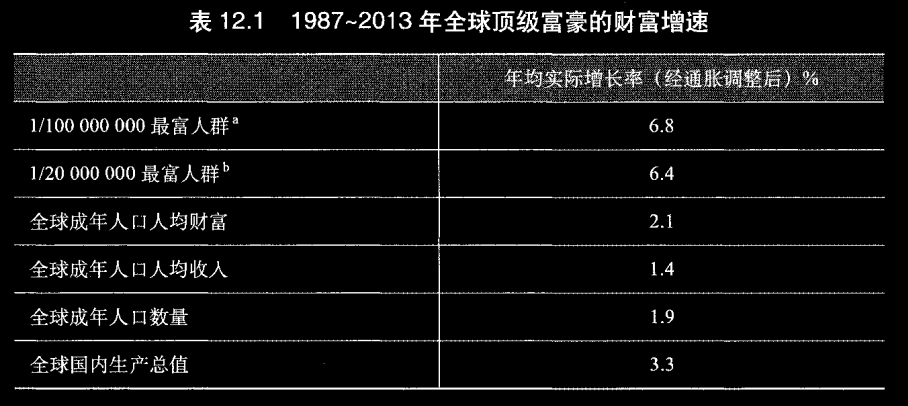 表 12.1 1987~2013 年全球顶级富豪的财富增速
年均实际增长率（经通胀调整后）%
1/100 000 000 最富人群a 6.8
1/20 000 000 最富人群b 6.4
全球成年人口人均财富 2.1
全球成年人口人均收入 1.4
全球成年人口数量 1.9
全球国内生产总值 3.3